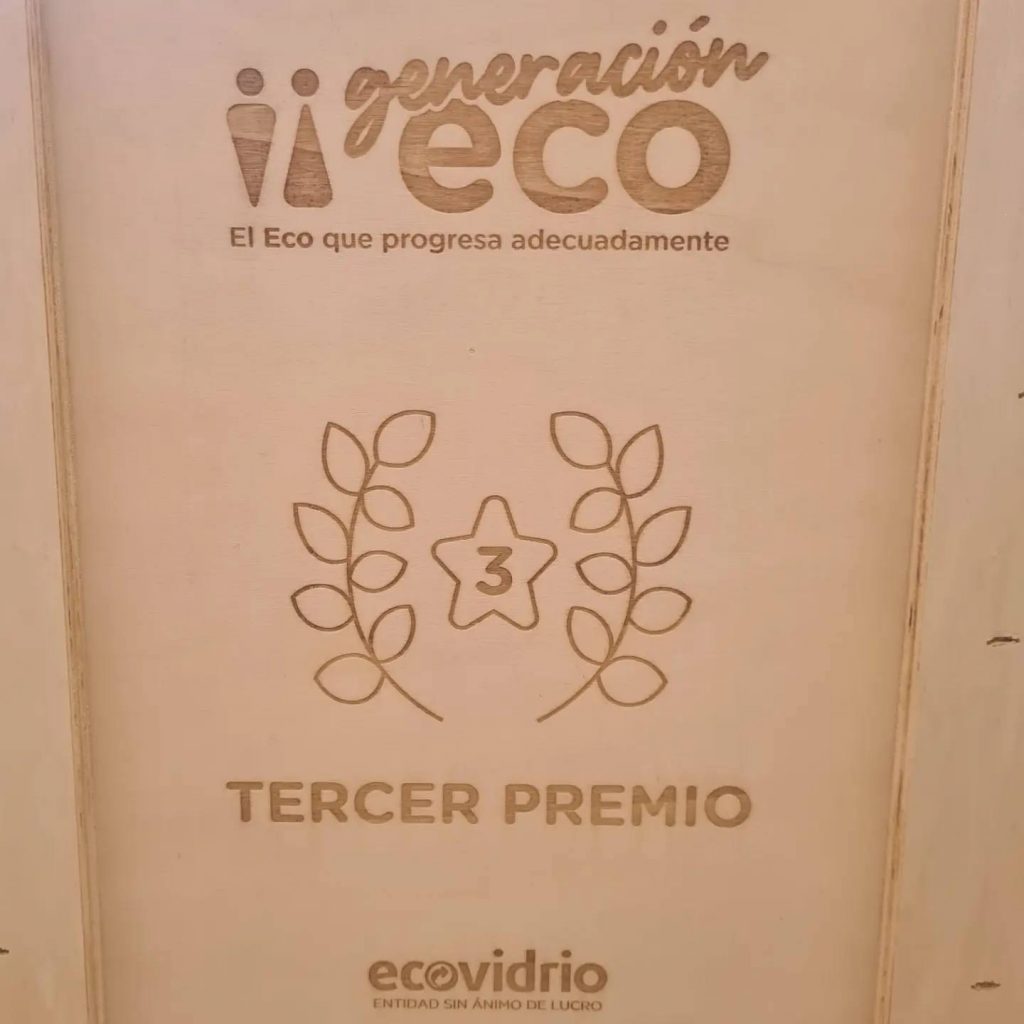 generación
eco
El Eco que progresa adecuadamente
3
TERCER PREMIO
ecovidrio
ENTIDAD SIN ÁNIMO DE LUCRO